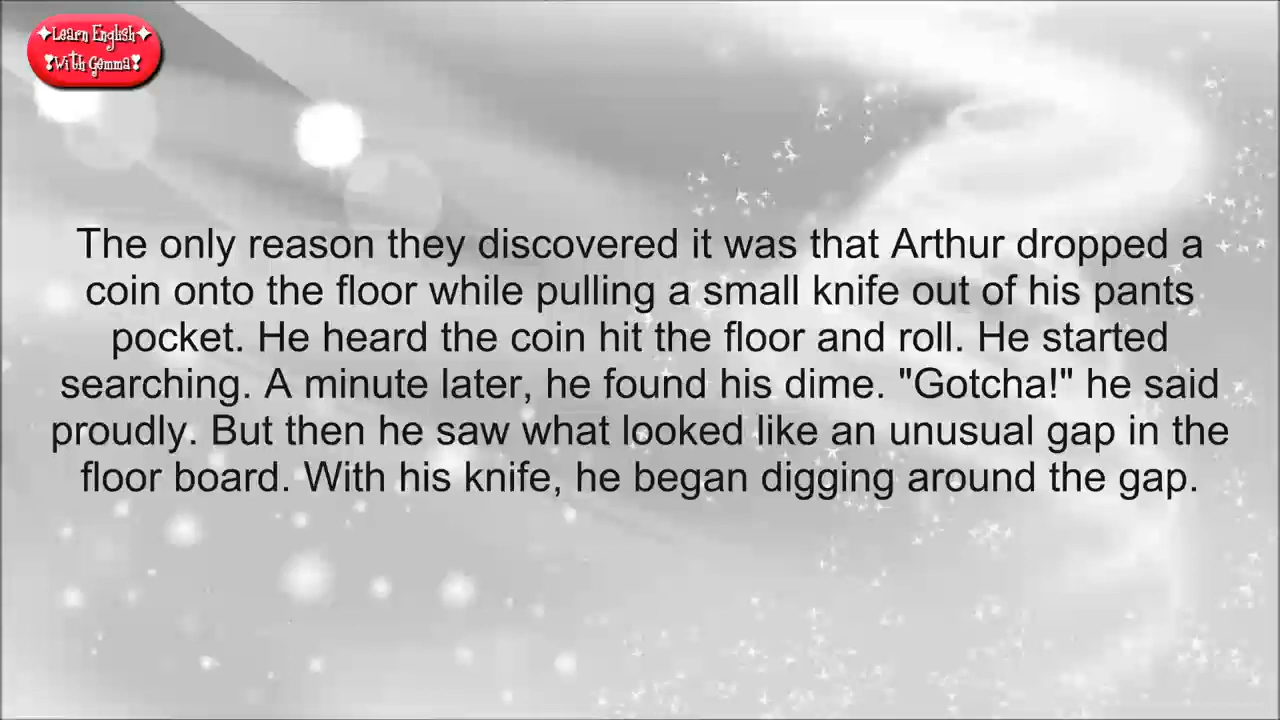 ✦Learn English✦
❣With Gemma❣
The only reason they discovered it was that Arthur dropped a
coin onto the floor while pulling a small knife out of his pants
pocket. He heard the coin hit the floor and roll. He started
searching. A minute later, he found his dime. "Gotcha!" he said
proudly. But then he saw what looked like an unusual gap in the
floor board. With his knife, he began digging around the gap.